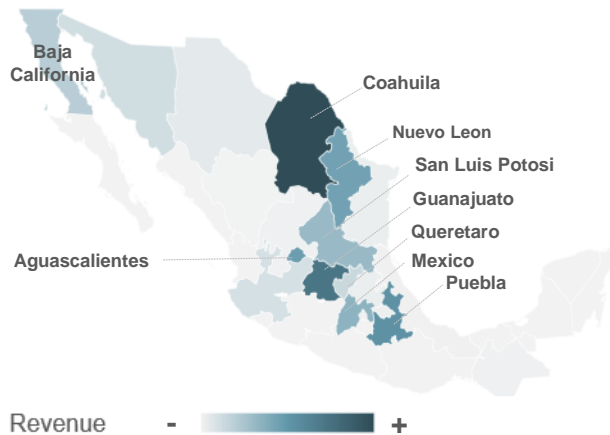 Baja
California
Coahuila
Nuevo Leon
San Luis Potosi
Guanajuato
Queretaro
Aguascalientes
Mexico
Puebla
Revenue - +